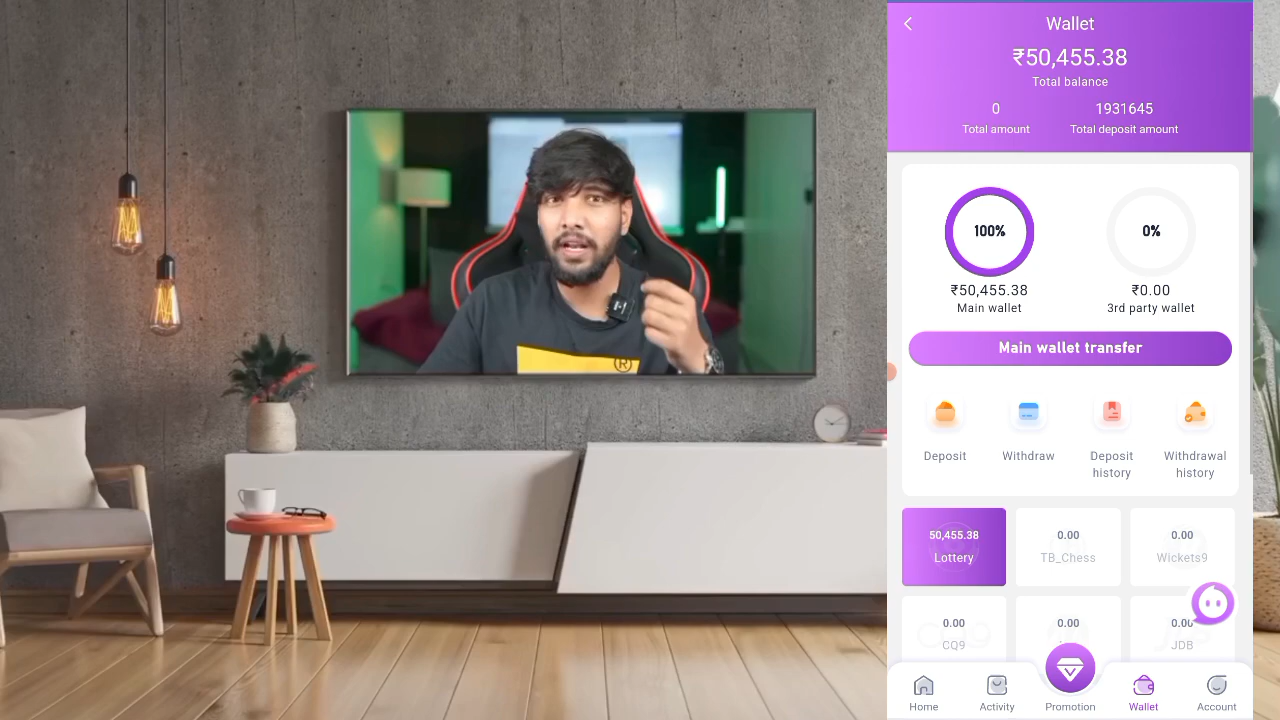 Wallet
₹50,455.38
Total balance
0
1931645
Total amount
Total deposit amount
100%
0%
₹50,455.38
₹0.00
Main wallet
3rd party wallet
Main wallet transfer
Deposit
Withdraw
Deposit
history
Withdrawal
history
50,455.38
0.00
0.00
Lottery
TB_Chess
Wickets9
0.00
0.00
0.00
CQ9
JDB
Home
Activity
Promotion
Wallet
Account
®